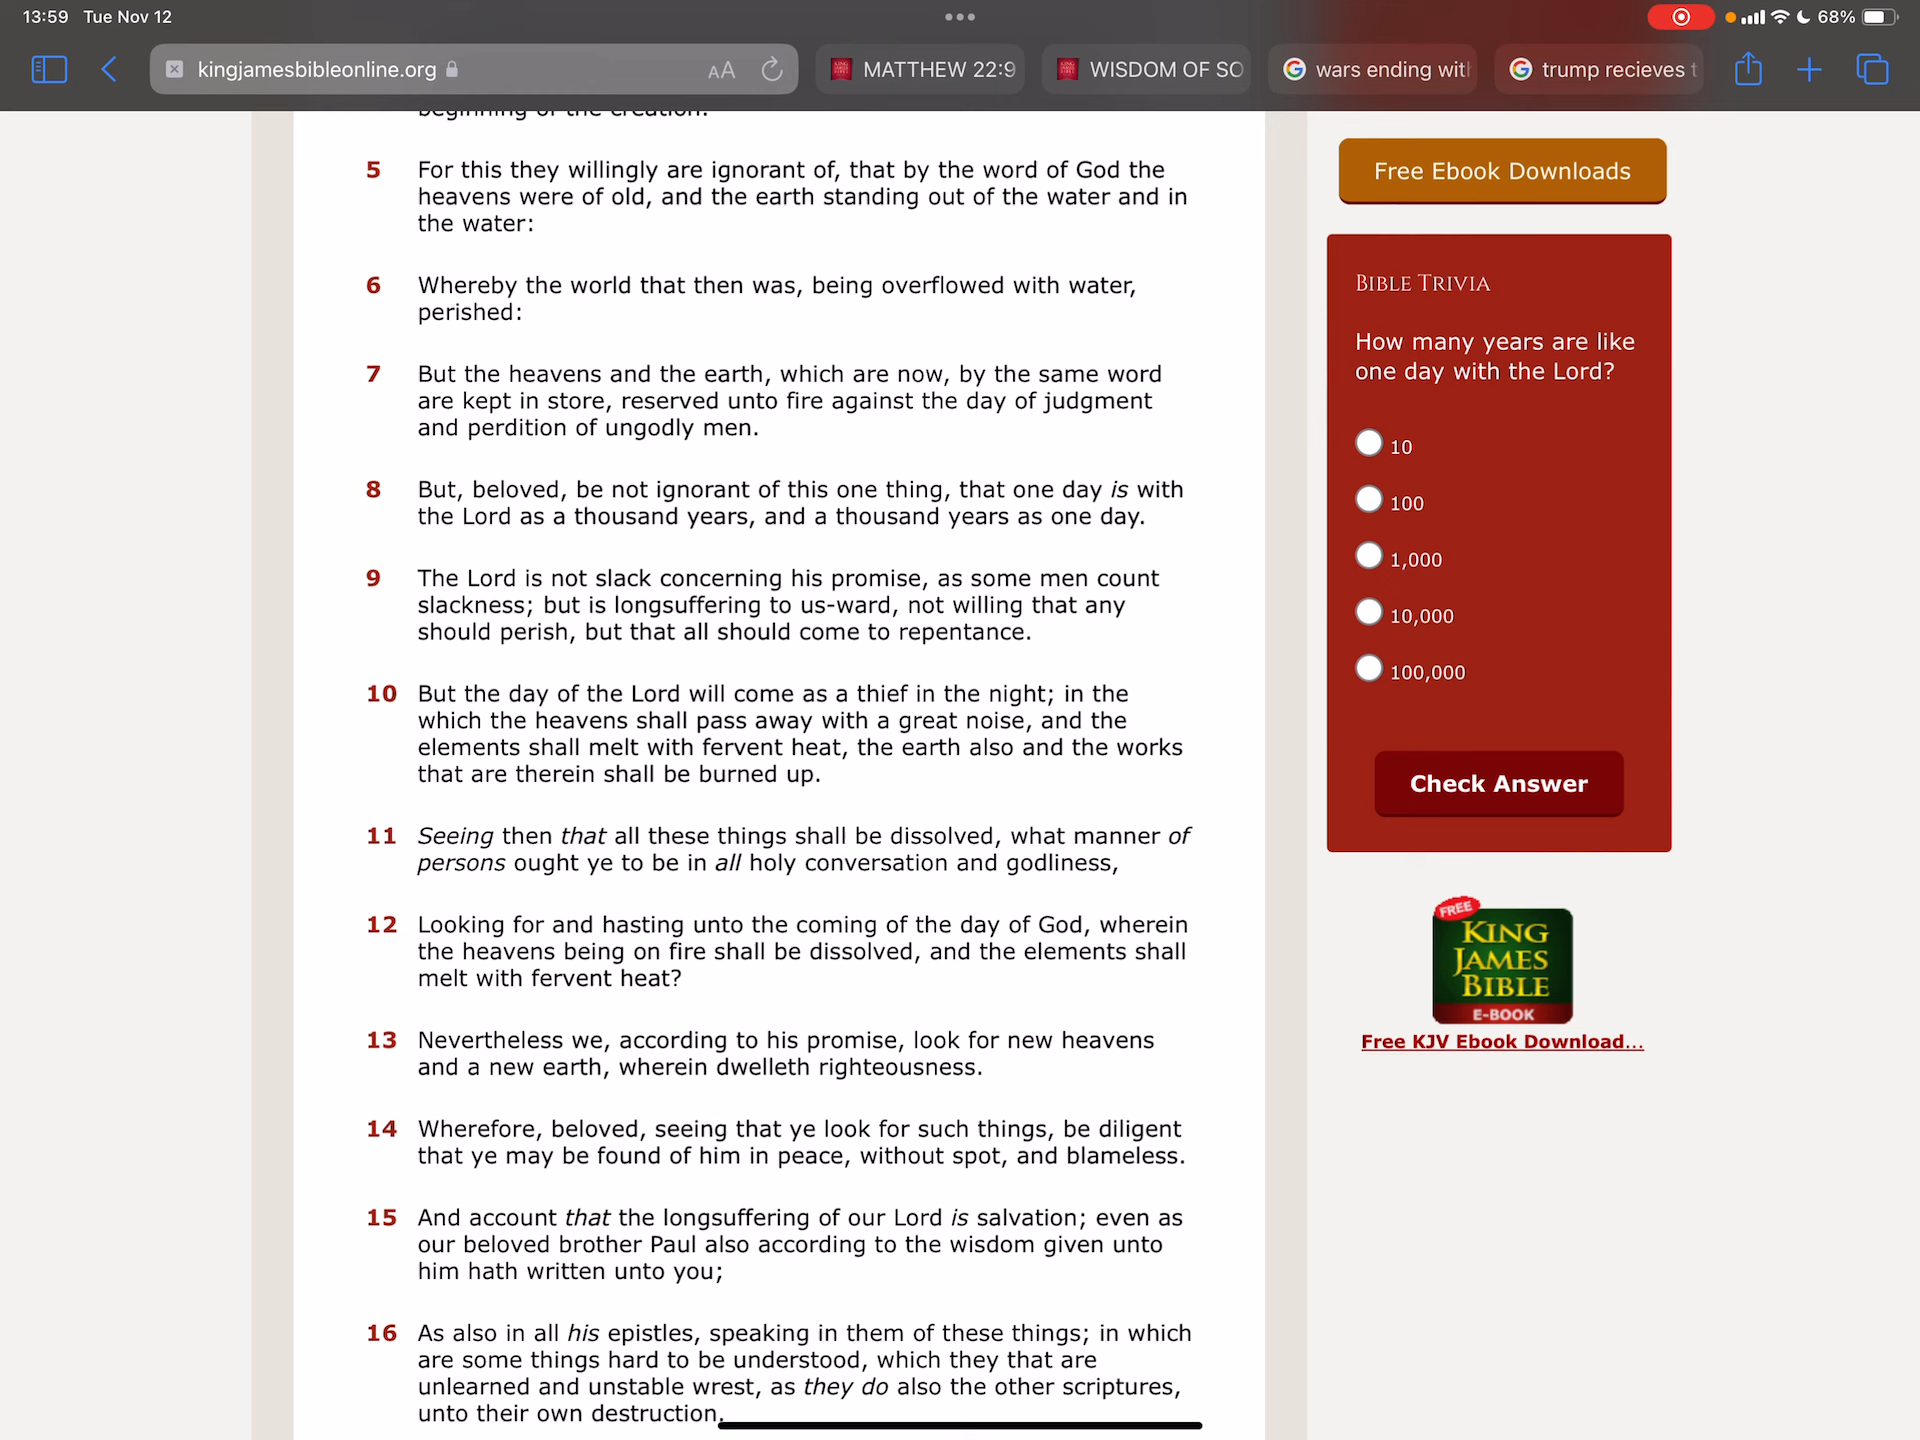 13:59 Tue Nov 12
68%
kingjamesbibleonline.org
AA
MATTHEW 22:9
WISDOM OF SO
wars ending wit
trump recieves t
beginning of the creation.
5 For this they willingly are ignorant of, that by the word of God the
heavens were of old, and the earth standing out of the water and in
the water:
6 Whereby the world that then was, being overflowed with water,
perished:
7 But the heavens and the earth, which are now, by the same word
are kept in store, reserved unto fire against the day of judgment
and perdition of ungodly men.
8 But, beloved, be not ignorant of this one thing, that one day is with
the Lord as a thousand years, and a thousand years as one day.
9 The Lord is not slack concerning his promise, as some men count
slackness; but is longsuffering to us-ward, not willing that any
should perish, but that all should come to repentance.
10 But the day of the Lord will come as a thief in the night; in the
which the heavens shall pass away with a great noise, and the
elements shall melt with fervent heat, the earth also and the works
that are therein shall be burned up.
11 Seeing then that all these things shall be dissolved, what manner of
persons ought ye to be in all holy conversation and godliness,
12 Looking for and hasting unto the coming of the day of God, wherein
the heavens being on fire shall be dissolved, and the elements shall
melt with fervent heat?
13 Nevertheless we, according to his promise, look for new heavens
and a new earth, wherein dwelleth righteousness.
14 Wherefore, beloved, seeing that ye look for such things, be diligent
that ye may be found of him in peace, without spot, and blameless.
15 And account that the longsuffering of our Lord is salvation; even as
our beloved brother Paul also according to the wisdom given unto
him hath written unto you;
16 As also in all his epistles, speaking in them of these things; in which
are some things hard to be understood, which they that are
unlearned and unstable wrest, as they do also the other scriptures,
unto their own destruction.
Free Ebook Downloads
BIBLE TRIVIA
How many years are like
one day with the Lord?
10
100
1,000
10,000
100,000
Check Answer
FREE
KING
JAMES
BIBLE
E-BOOK
Free KJV Ebook Download...